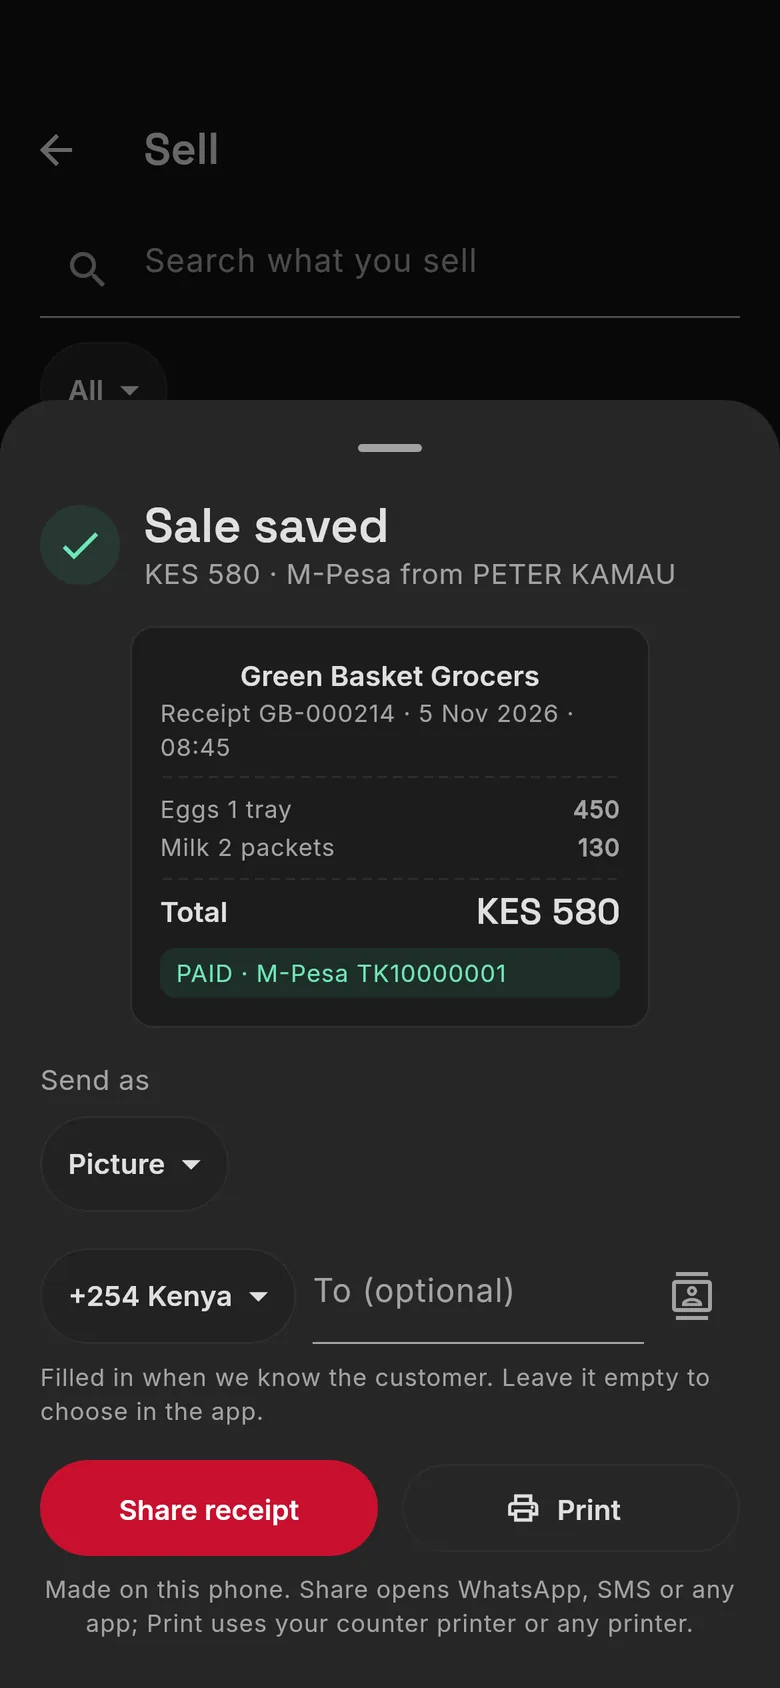 Sell
Search what you sell
All
Sale saved
KES 580 · M-Pesa from PETER KAMAU
Green Basket Grocers
Receipt GB-000214 · 5 Nov 2026 ·
08:45
Eggs 1 tray 450
Milk 2 packets 130
Total KES 580
PAID · M-Pesa TK10000001
Send as
Picture
+254 Kenya To (optional)
Filled in when we know the customer. Leave it empty to
choose in the app.
Share receipt Print
Made on this phone. Share opens WhatsApp, SMS or any
app; Print uses your counter printer or any printer.